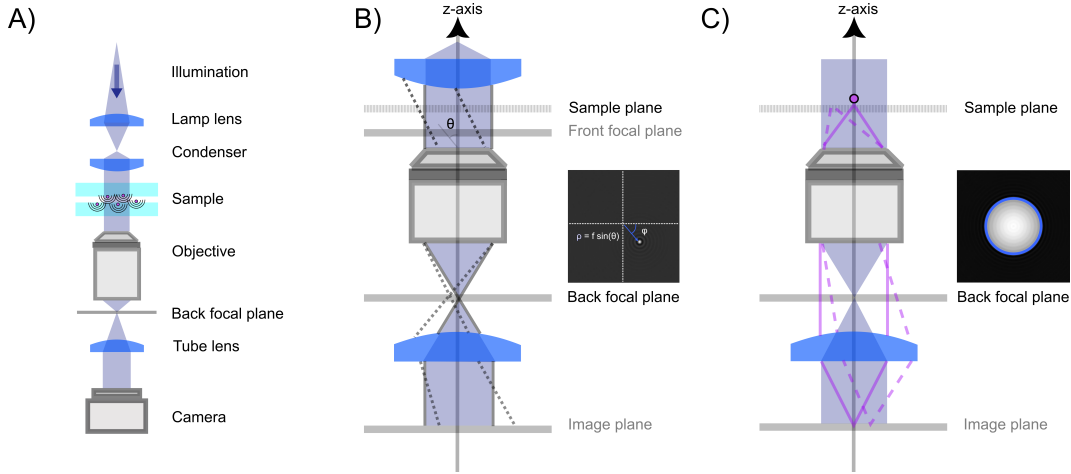 A)
Illumination
Lamp lens
Condenser
Sample
Objective
Back focal plane
Tube lens
Camera
B)
z-axis
Sample plane
Front focal plane
θ
ρ = f sin(θ)
φ
Back focal plane
Image plane
C)
z-axis
Sample plane
Back focal plane
Image plane